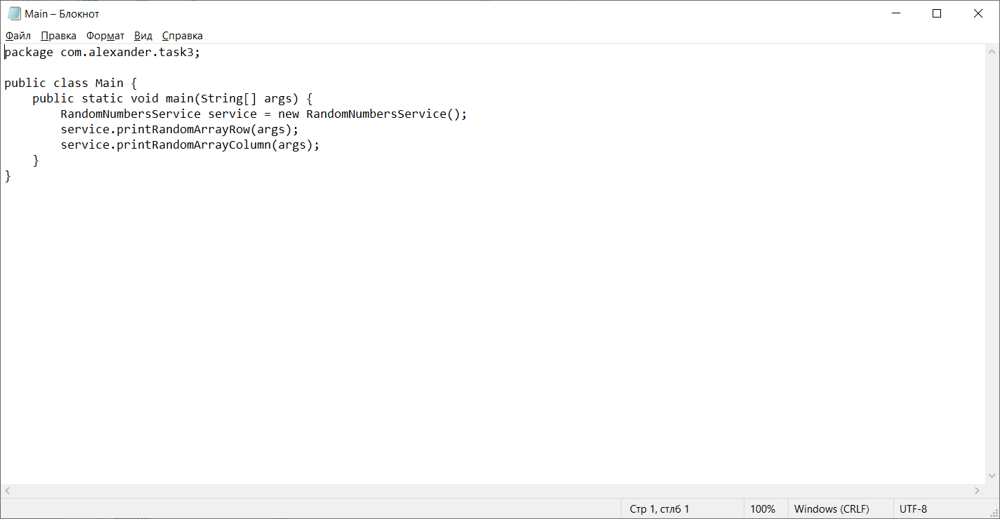 Main – Блокнот
Файл Правка Формат Вид Справка
package com.alexander.task3;

public class Main {
    public static void main(String[] args) {
        RandomNumbersService service = new RandomNumbersService();
        service.printRandomArrayRow(args);
        service.printRandomArrayColumn(args);
    }
}
Стр 1, стлб 1 100% Windows (CRLF) UTF-8